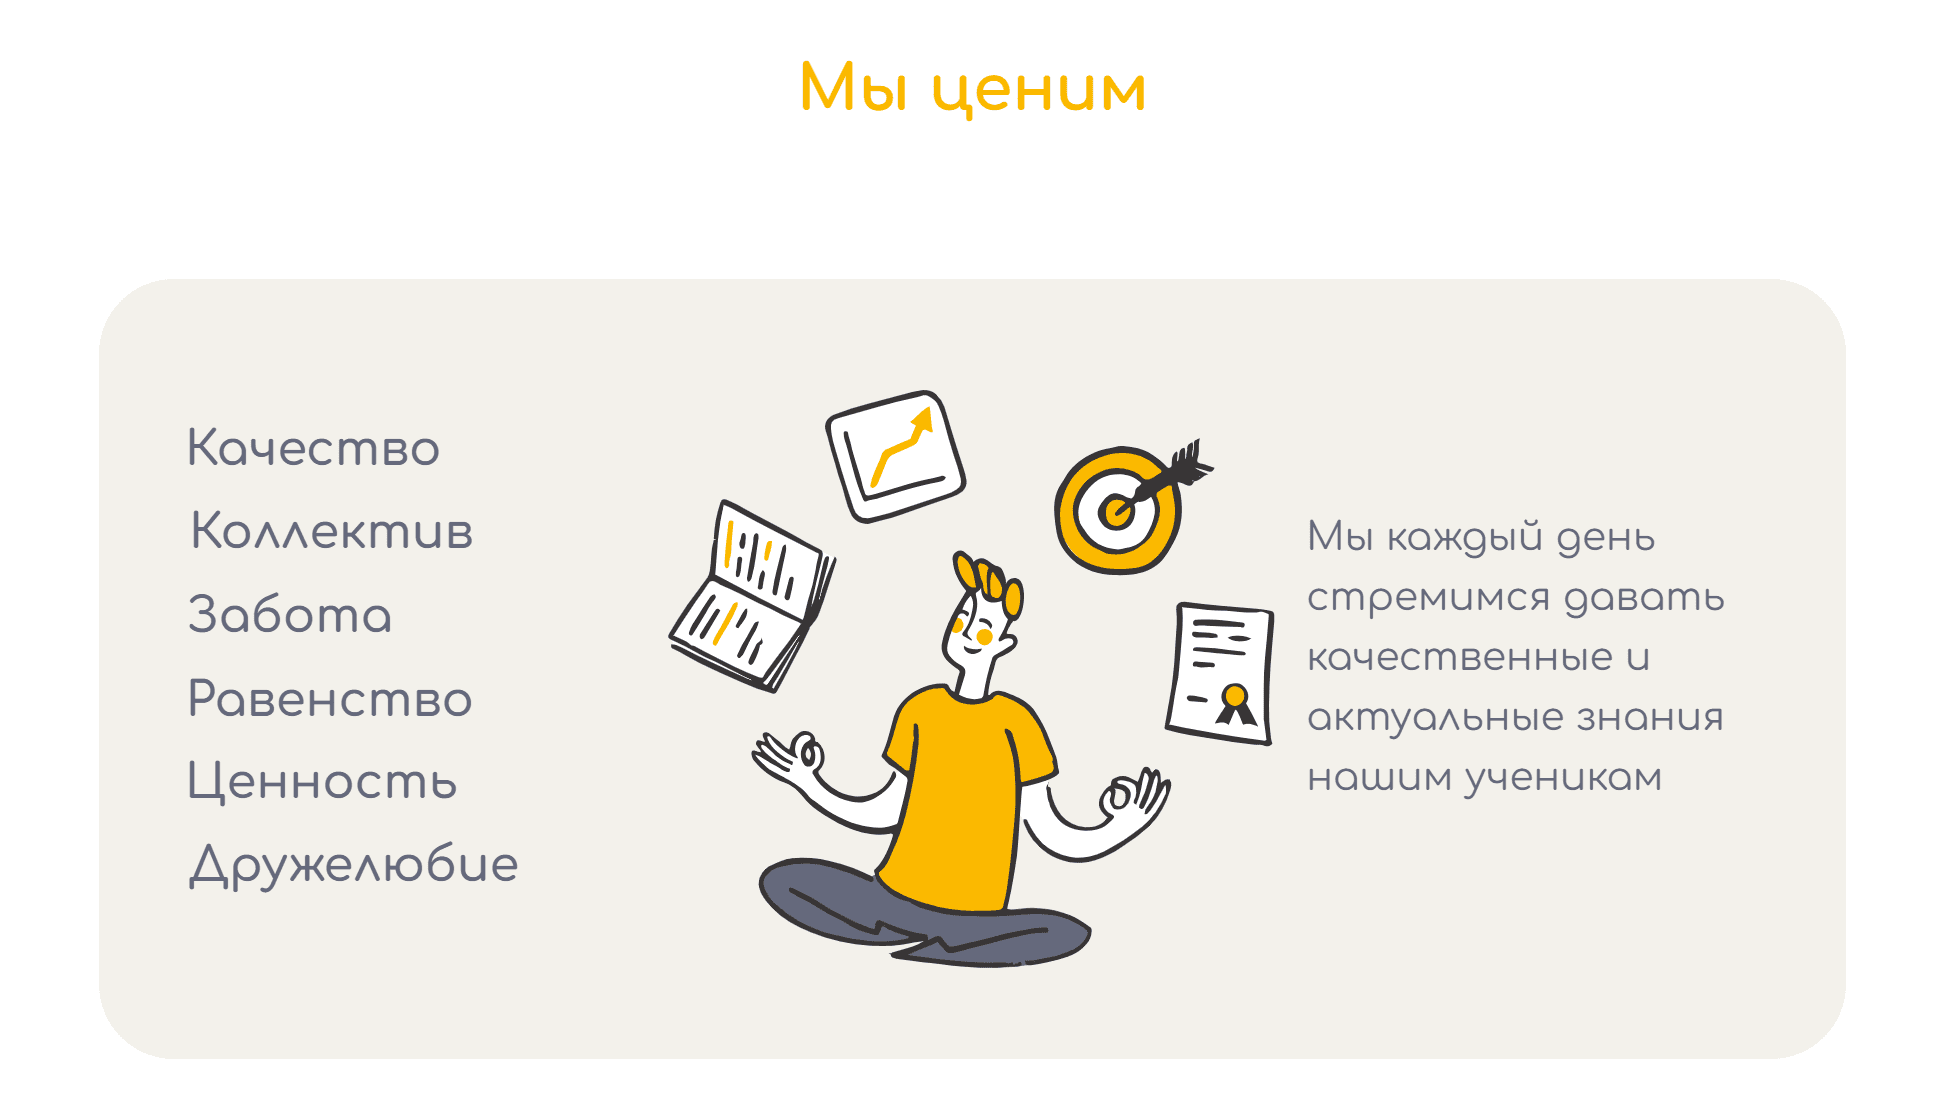 Мы ценим
Качество
Коллектив
Забота
Равенство
Ценность
Дружелюбие
Мы каждый день
стремимся давать
качественные и
актуальные знания
нашим ученикам